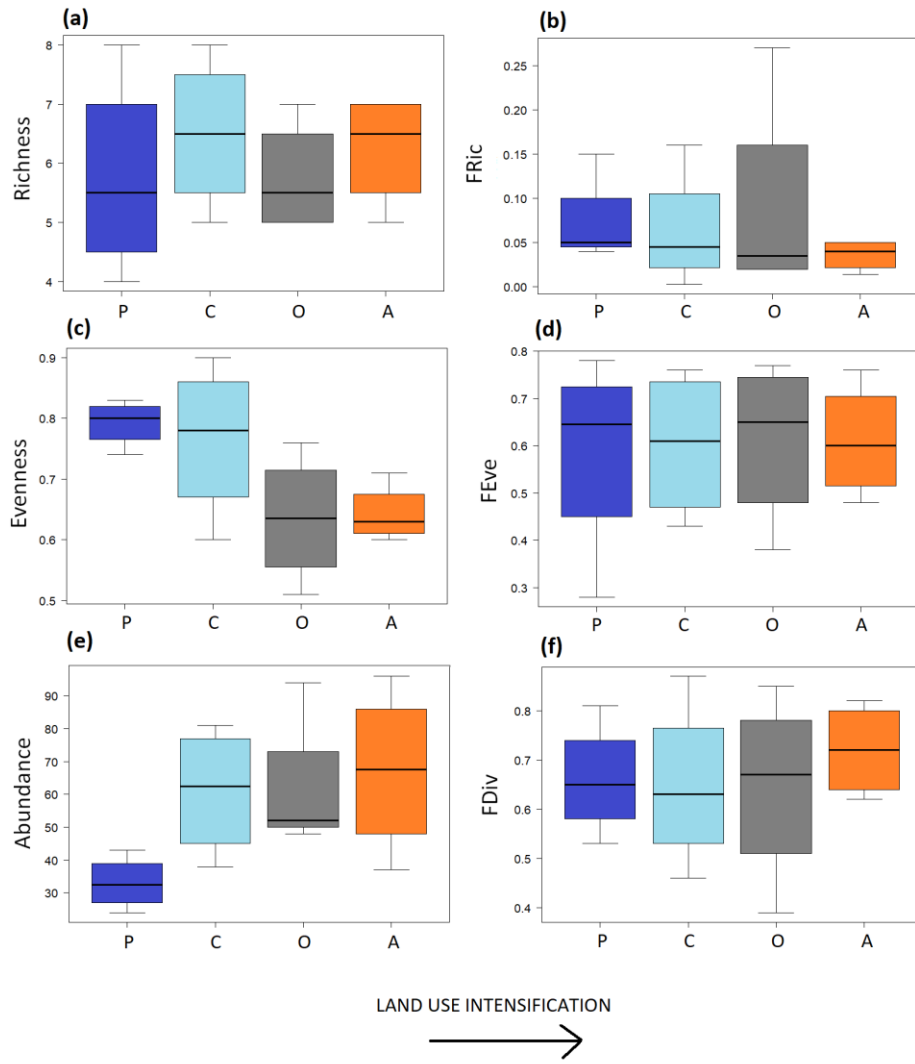 (a)
Richness
8
7
6
5
4
P C O A
(b)
FRic
0.25
0.20
0.15
0.10
0.05
0.00
P C O A
(c)
Evenness
0.9
0.8
0.7
0.6
0.5
P C O A
(d)
FEve
0.8
0.7
0.6
0.5
0.4
0.3
P C O A
(e)
Abundance
90
80
70
60
50
40
30
P C O A
(f)
FDiv
0.8
0.7
0.6
0.5
0.4
P C O A
LAND USE INTENSIFICATION